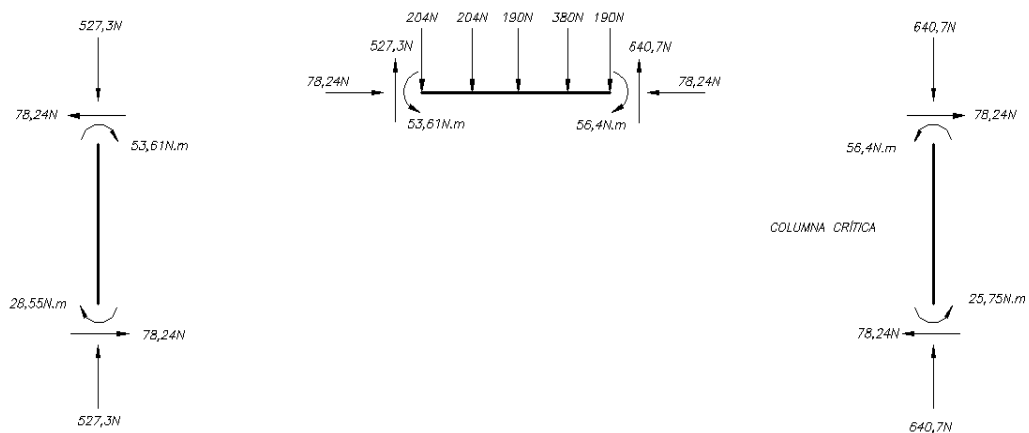 527,3N
78,24N
53,61N.m
28,55N.m
78,24N
527,3N
204N 204N 190N 380N 190N
527,3N
640,7N
78,24N
78,24N
53,61N.m
56,4N.m
640,7N
78,24N
56,4N.m
COLUMNA CRÍTICA
25,75N.m
78,24N
640,7N